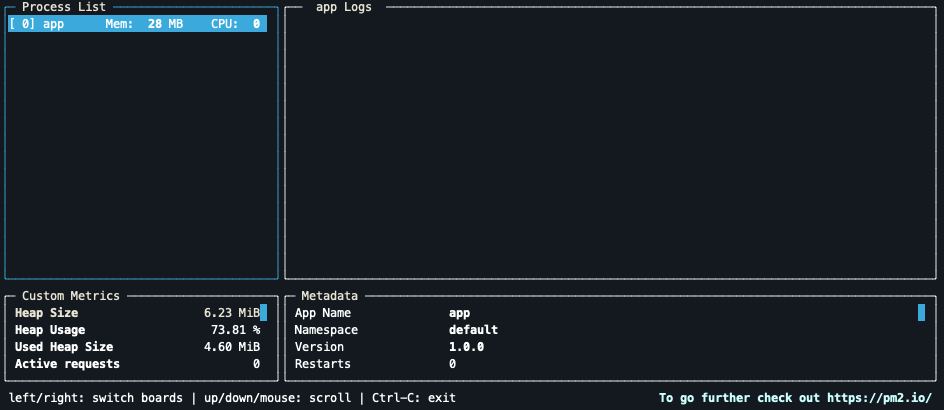 Process List
[ 0] app Mem: 28 MB CPU: 0
app Logs
Custom Metrics
Heap Size 6.23 MiB
Heap Usage 73.81 %
Used Heap Size 4.60 MiB
Active requests 0
Metadata
App Name app
Namespace default
Version 1.0.0
Restarts 0
left/right: switch boards | up/down/mouse: scroll | Ctrl-C: exit
To go further check out https://pm2.io/